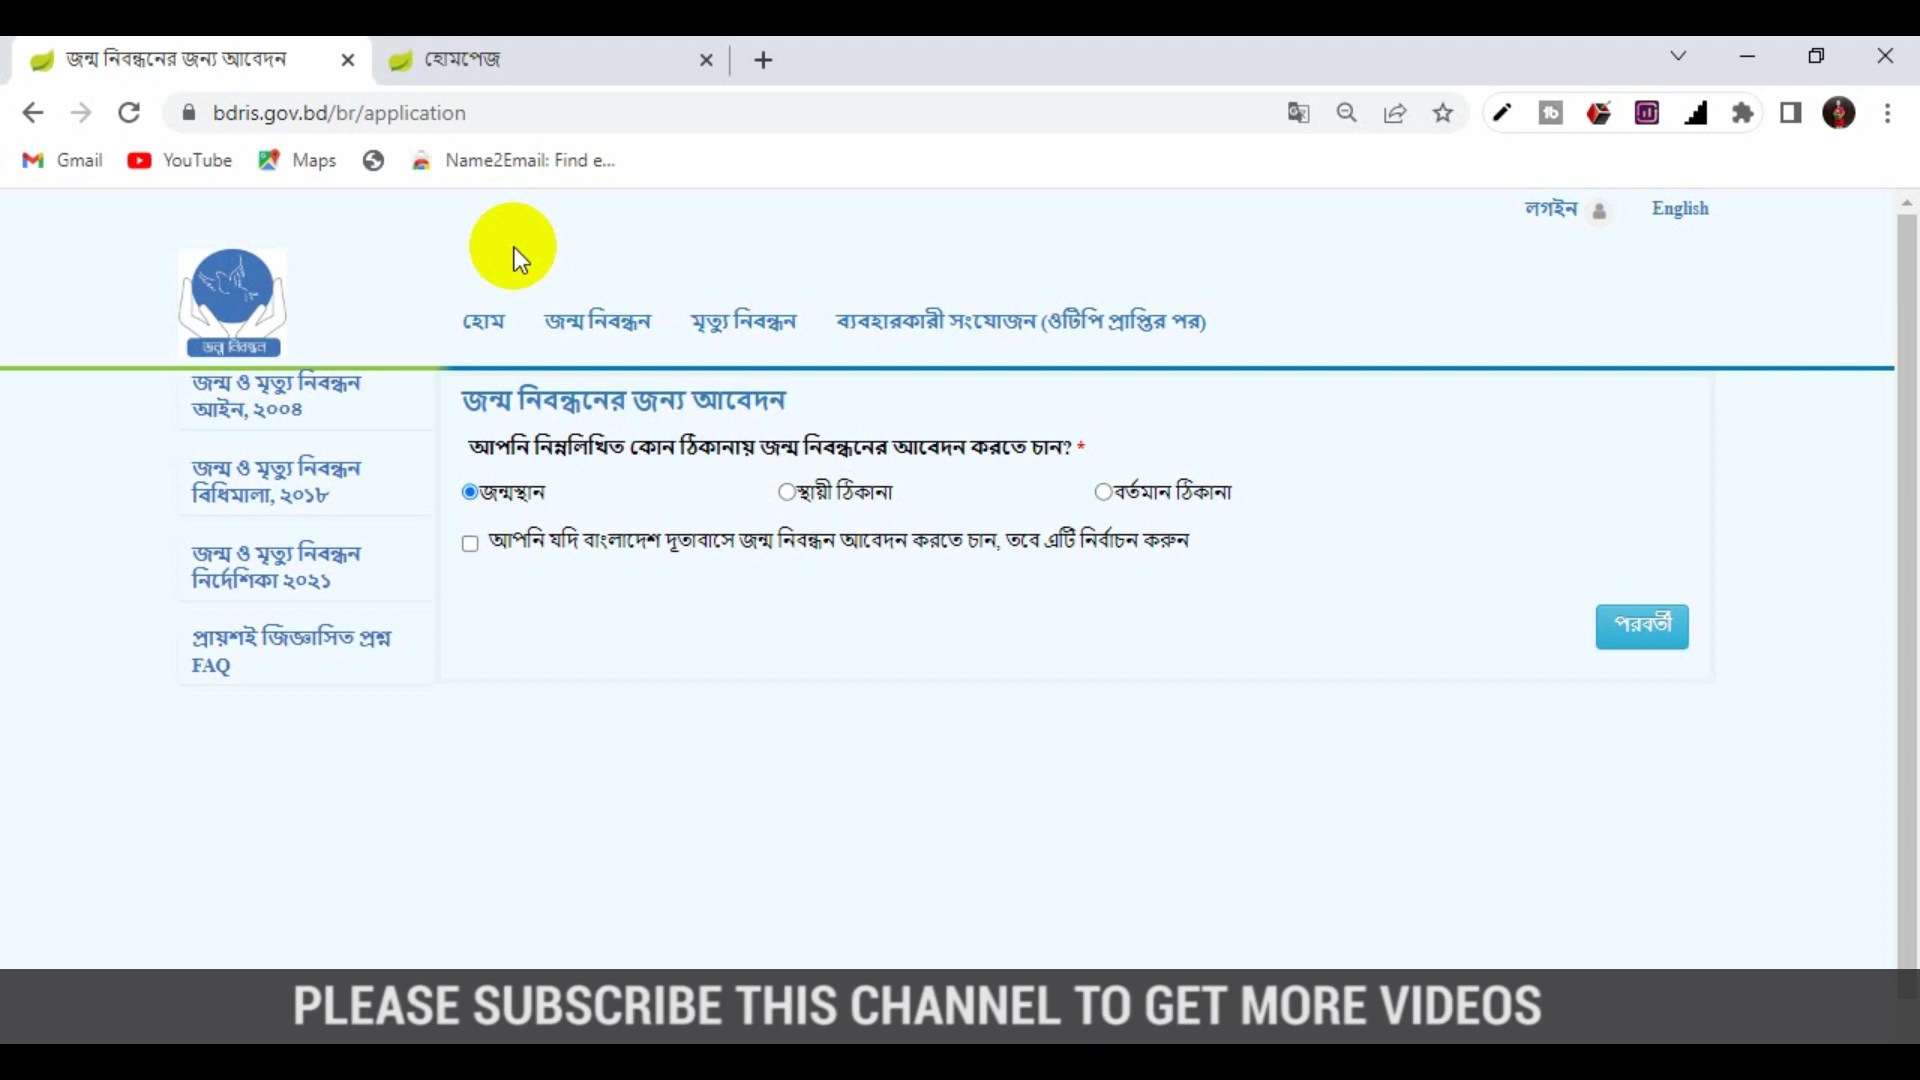 জন্ম নিবন্ধনের জন্য আবেদন
হোমপেজ
bdris.gov.bd/br/application
Gmail
YouTube
Maps
Name2Email: Find e...
লগইন
English
জন্ম নিবন্ধন
হোম
জন্ম নিবন্ধন
মৃত্যু নিবন্ধন
ব্যবহারকারী সংযোজন (ওটিপি প্রাপ্তির পর)
জন্ম ও মৃত্যু নিবন্ধন
আইন, ২০০৪
জন্ম ও মৃত্যু নিবন্ধন
বিধিমালা, ২০১৮
জন্ম ও মৃত্যু নিবন্ধন
নির্দেশিকা ২০২১
প্রায়শই জিজ্ঞাসিত প্রশ্ন
FAQ
জন্ম নিবন্ধনের জন্য আবেদন
আপনি নিম্নলিখিত কোন ঠিকানায় জন্ম নিবন্ধনের আবেদন করতে চান? *
জন্মস্থান
স্থায়ী ঠিকানা
বর্তমান ঠিকানা
আপনি যদি বাংলাদেশ দূতাবাসে জন্ম নিবন্ধন আবেদন করতে চান, তবে এটি নির্বাচন করুন
পরবর্তী
PLEASE SUBSCRIBE THIS CHANNEL TO GET MORE VIDEOS